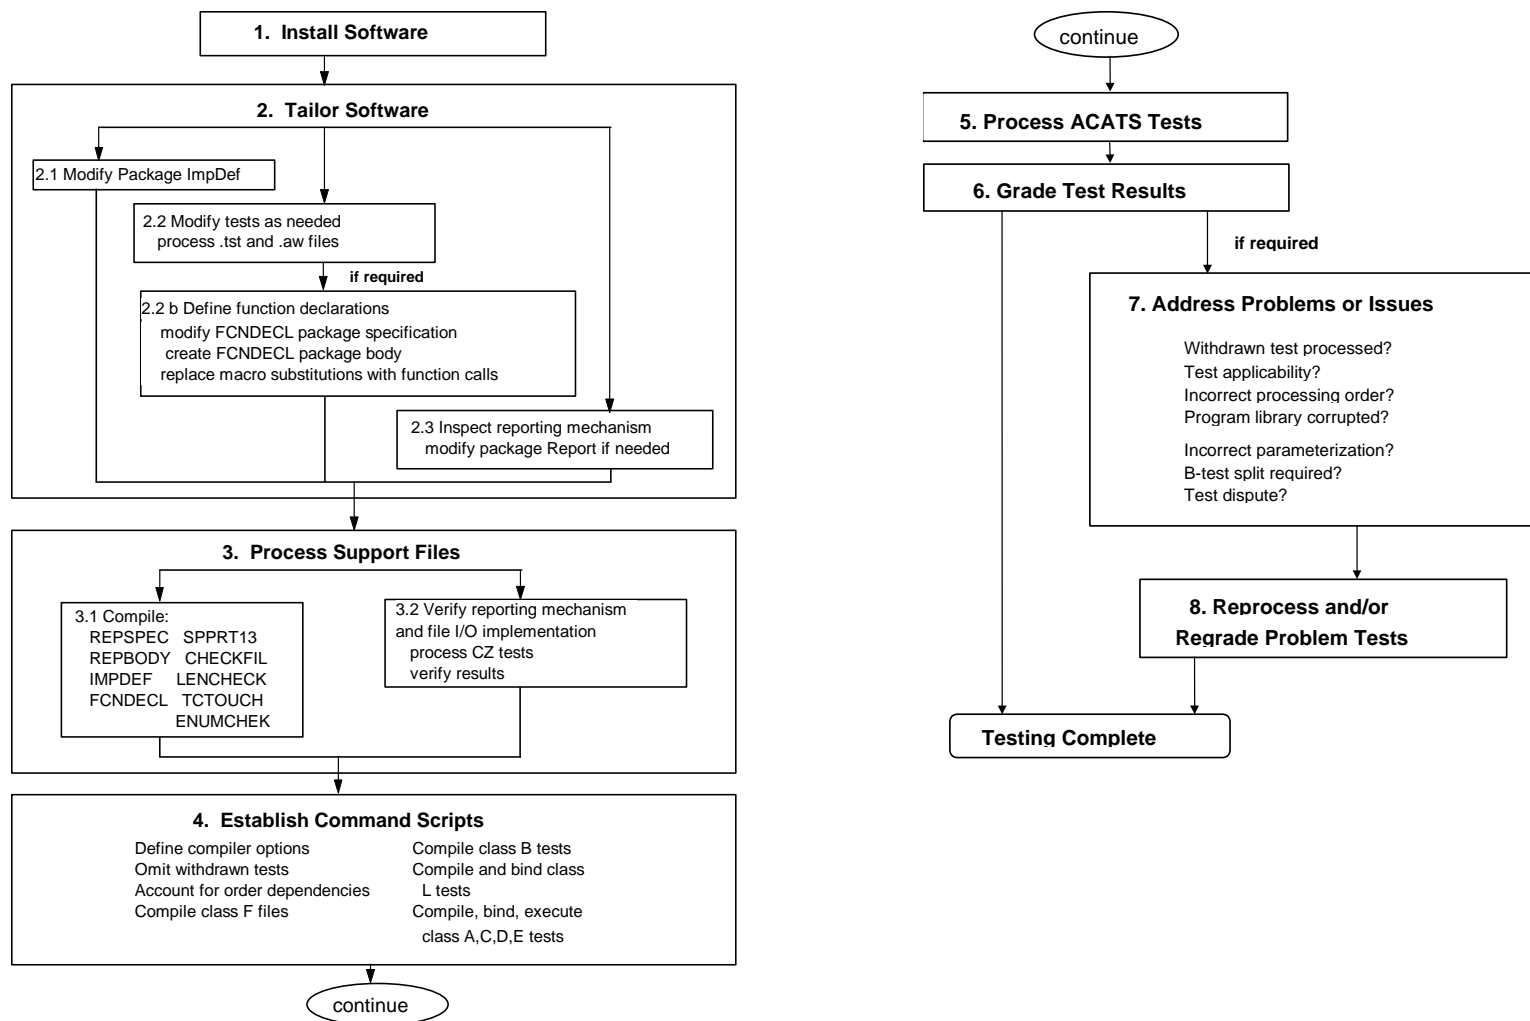 1. Install Software
2. Tailor Software
2.1 Modify Package ImpDef
2.2 Modify tests as needed
process .tst and .aw files
if required
2.2 b Define function declarations
modify FCNDECL package specification
create FCNDECL package body
replace macro substitutions with function calls
2.3 Inspect reporting mechanism
modify package Report if needed
3. Process Support Files
3.1 Compile:
REPSPEC SPPRT13
REPBODY CHECKFIL
IMPDEF LENCHECK
FCNDECL TCTOUCH
ENUMCHEK
3.2 Verify reporting mechanism
and file I/O implementation
process CZ tests
verify results
4. Establish Command Scripts
Define compiler options
Omit withdrawn tests
Account for order dependencies
Compile class F files
Compile class B tests
Compile and bind class
L tests
Compile, bind, execute
class A,C,D,E tests
continue
continue
5. Process ACATS Tests
6. Grade Test Results
if required
7. Address Problems or Issues
Withdrawn test processed?
Test applicability?
Incorrect processing order?
Program library corrupted?
Incorrect parameterization?
B-test split required?
Test dispute?
8. Reprocess and/or
Regrade Problem Tests
Testing Complete